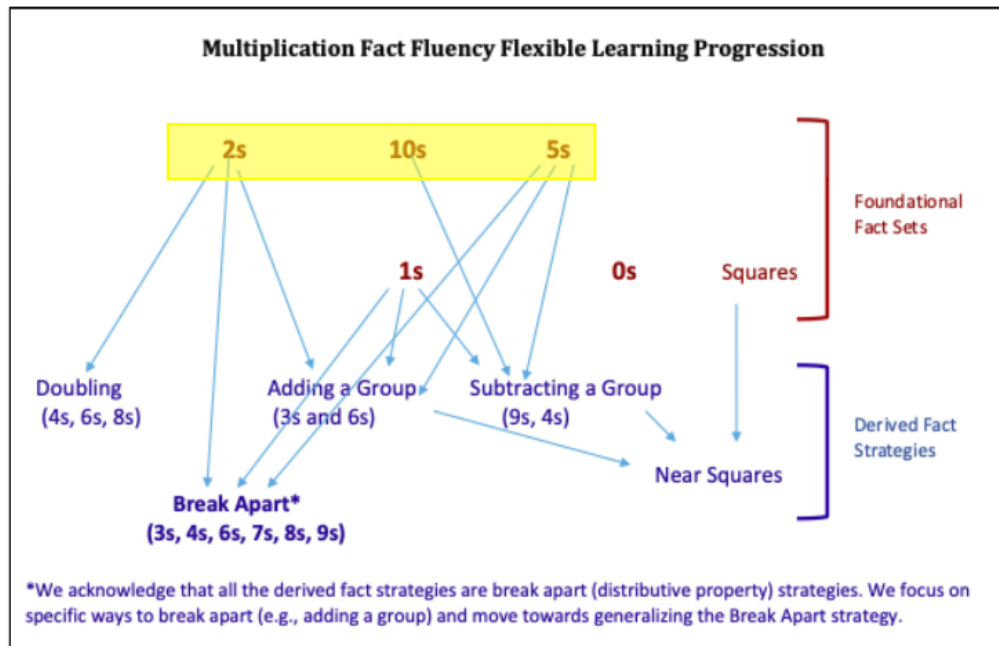 Multiplication Fact Fluency Flexible Learning Progression
2s 10s 5s
Foundational
Fact Sets
1s 0s Squares
Doubling
(4s, 6s, 8s)
Adding a Group
(3s and 6s)
Subtracting a Group
(9s, 4s)
Derived Fact
Strategies
Near Squares
Break Apart*
(3s, 4s, 6s, 7s, 8s, 9s)
*We acknowledge that all the derived fact strategies are break apart (distributive property) strategies. We focus on
specific ways to break apart (e.g., adding a group) and move towards generalizing the Break Apart strategy.